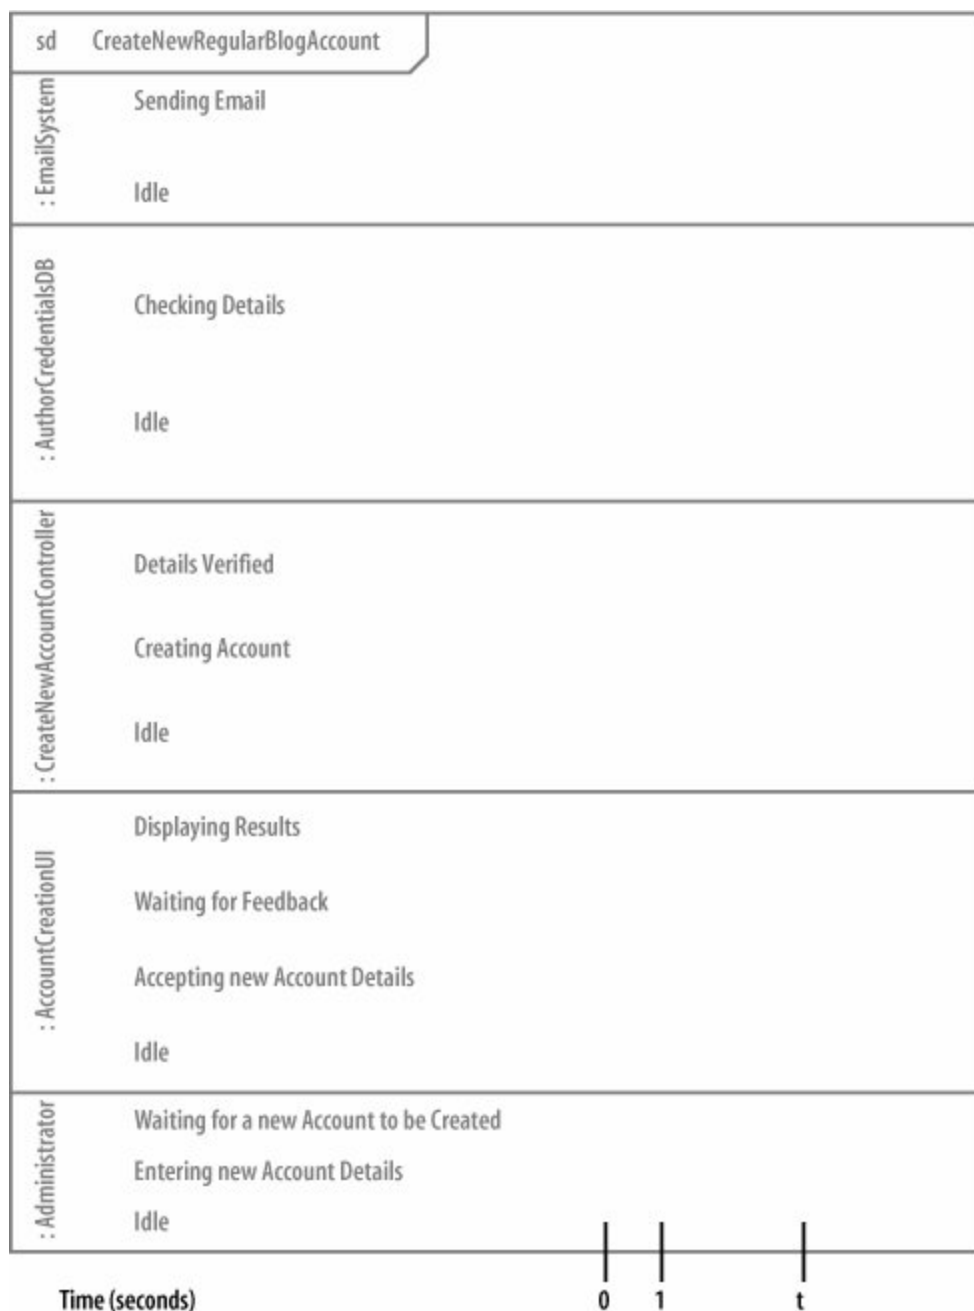 sd CreateNewRegularBlogAccount
: EmailSystem
Sending Email
Idle
: AuthorCredentialsDB
Checking Details
Idle
: CreateNewAccountController
Details Verified
Creating Account
Idle
: AccountCreationUI
Displaying Results
Waiting for Feedback
Accepting new Account Details
Idle
: Administrator
Waiting for a new Account to be Created
Entering new Account Details
Idle
Time (seconds) 0 1 t